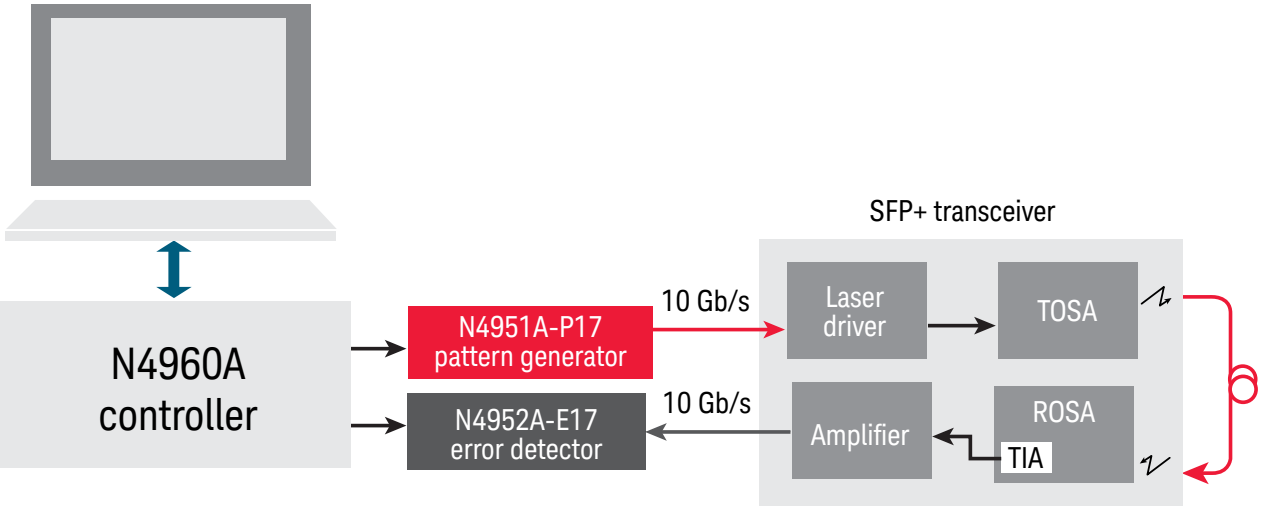 SFP+ transceiver
N4960A
controller
N4951A-P17
pattern generator
10 Gb/s
Laser
driver
TOSA
N4952A-E17
error detector
10 Gb/s
Amplifier
ROSA
TIA